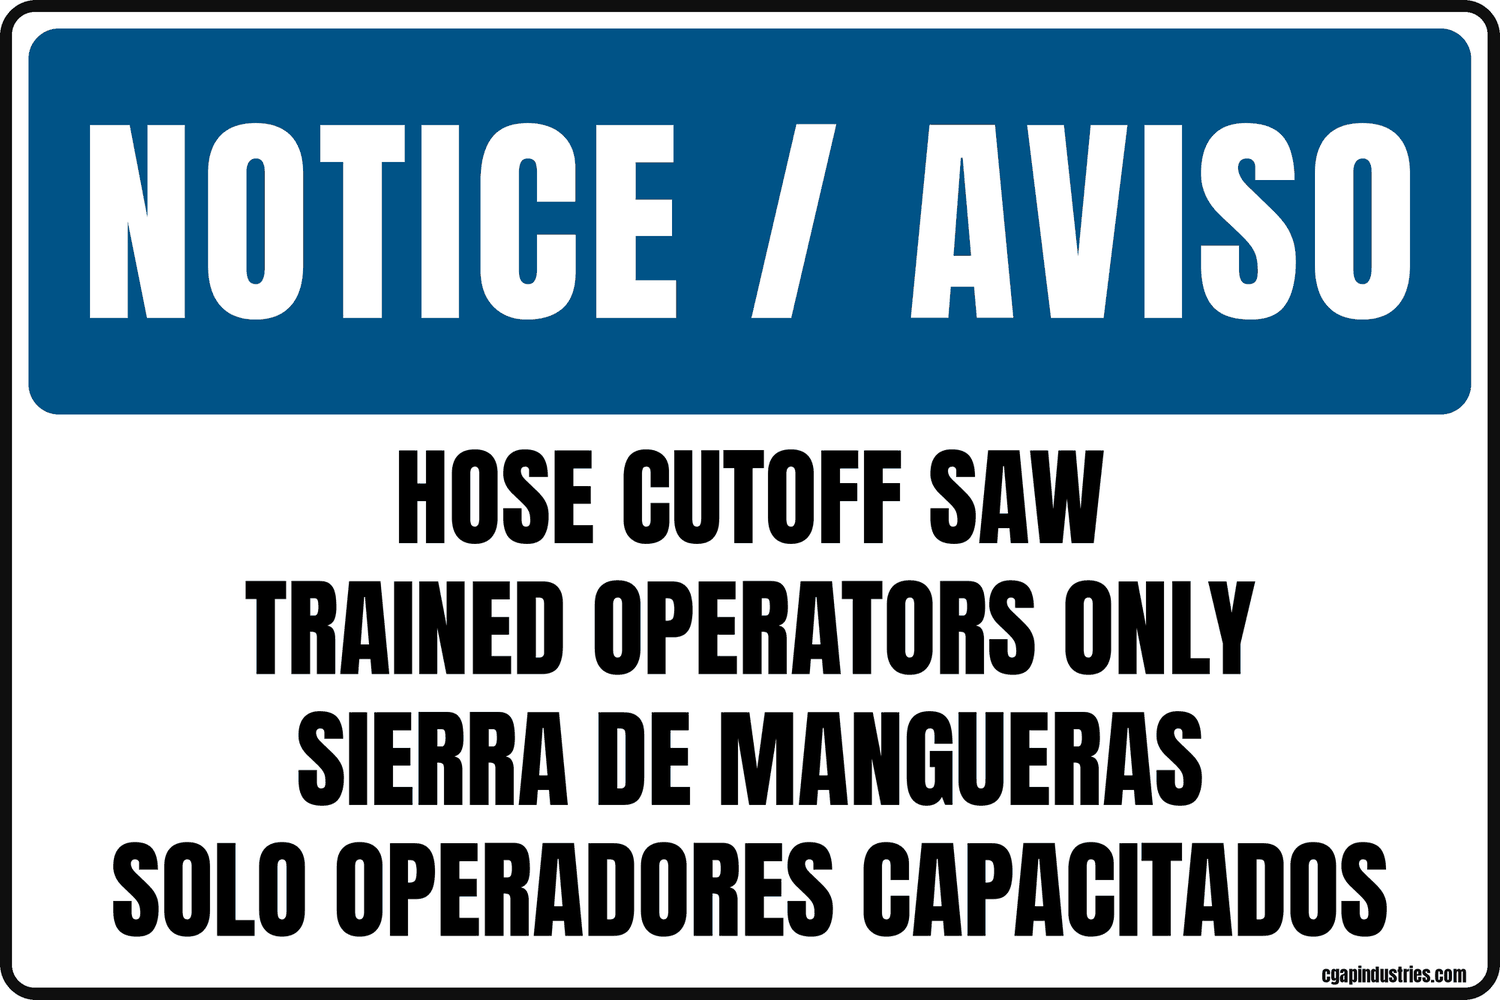 NOTICE / AVISO
HOSE CUTOFF SAW
TRAINED OPERATORS ONLY
SIERRA DE MANGUERAS
SOLO OPERADORES CAPACITADOS
cgapindustries.com